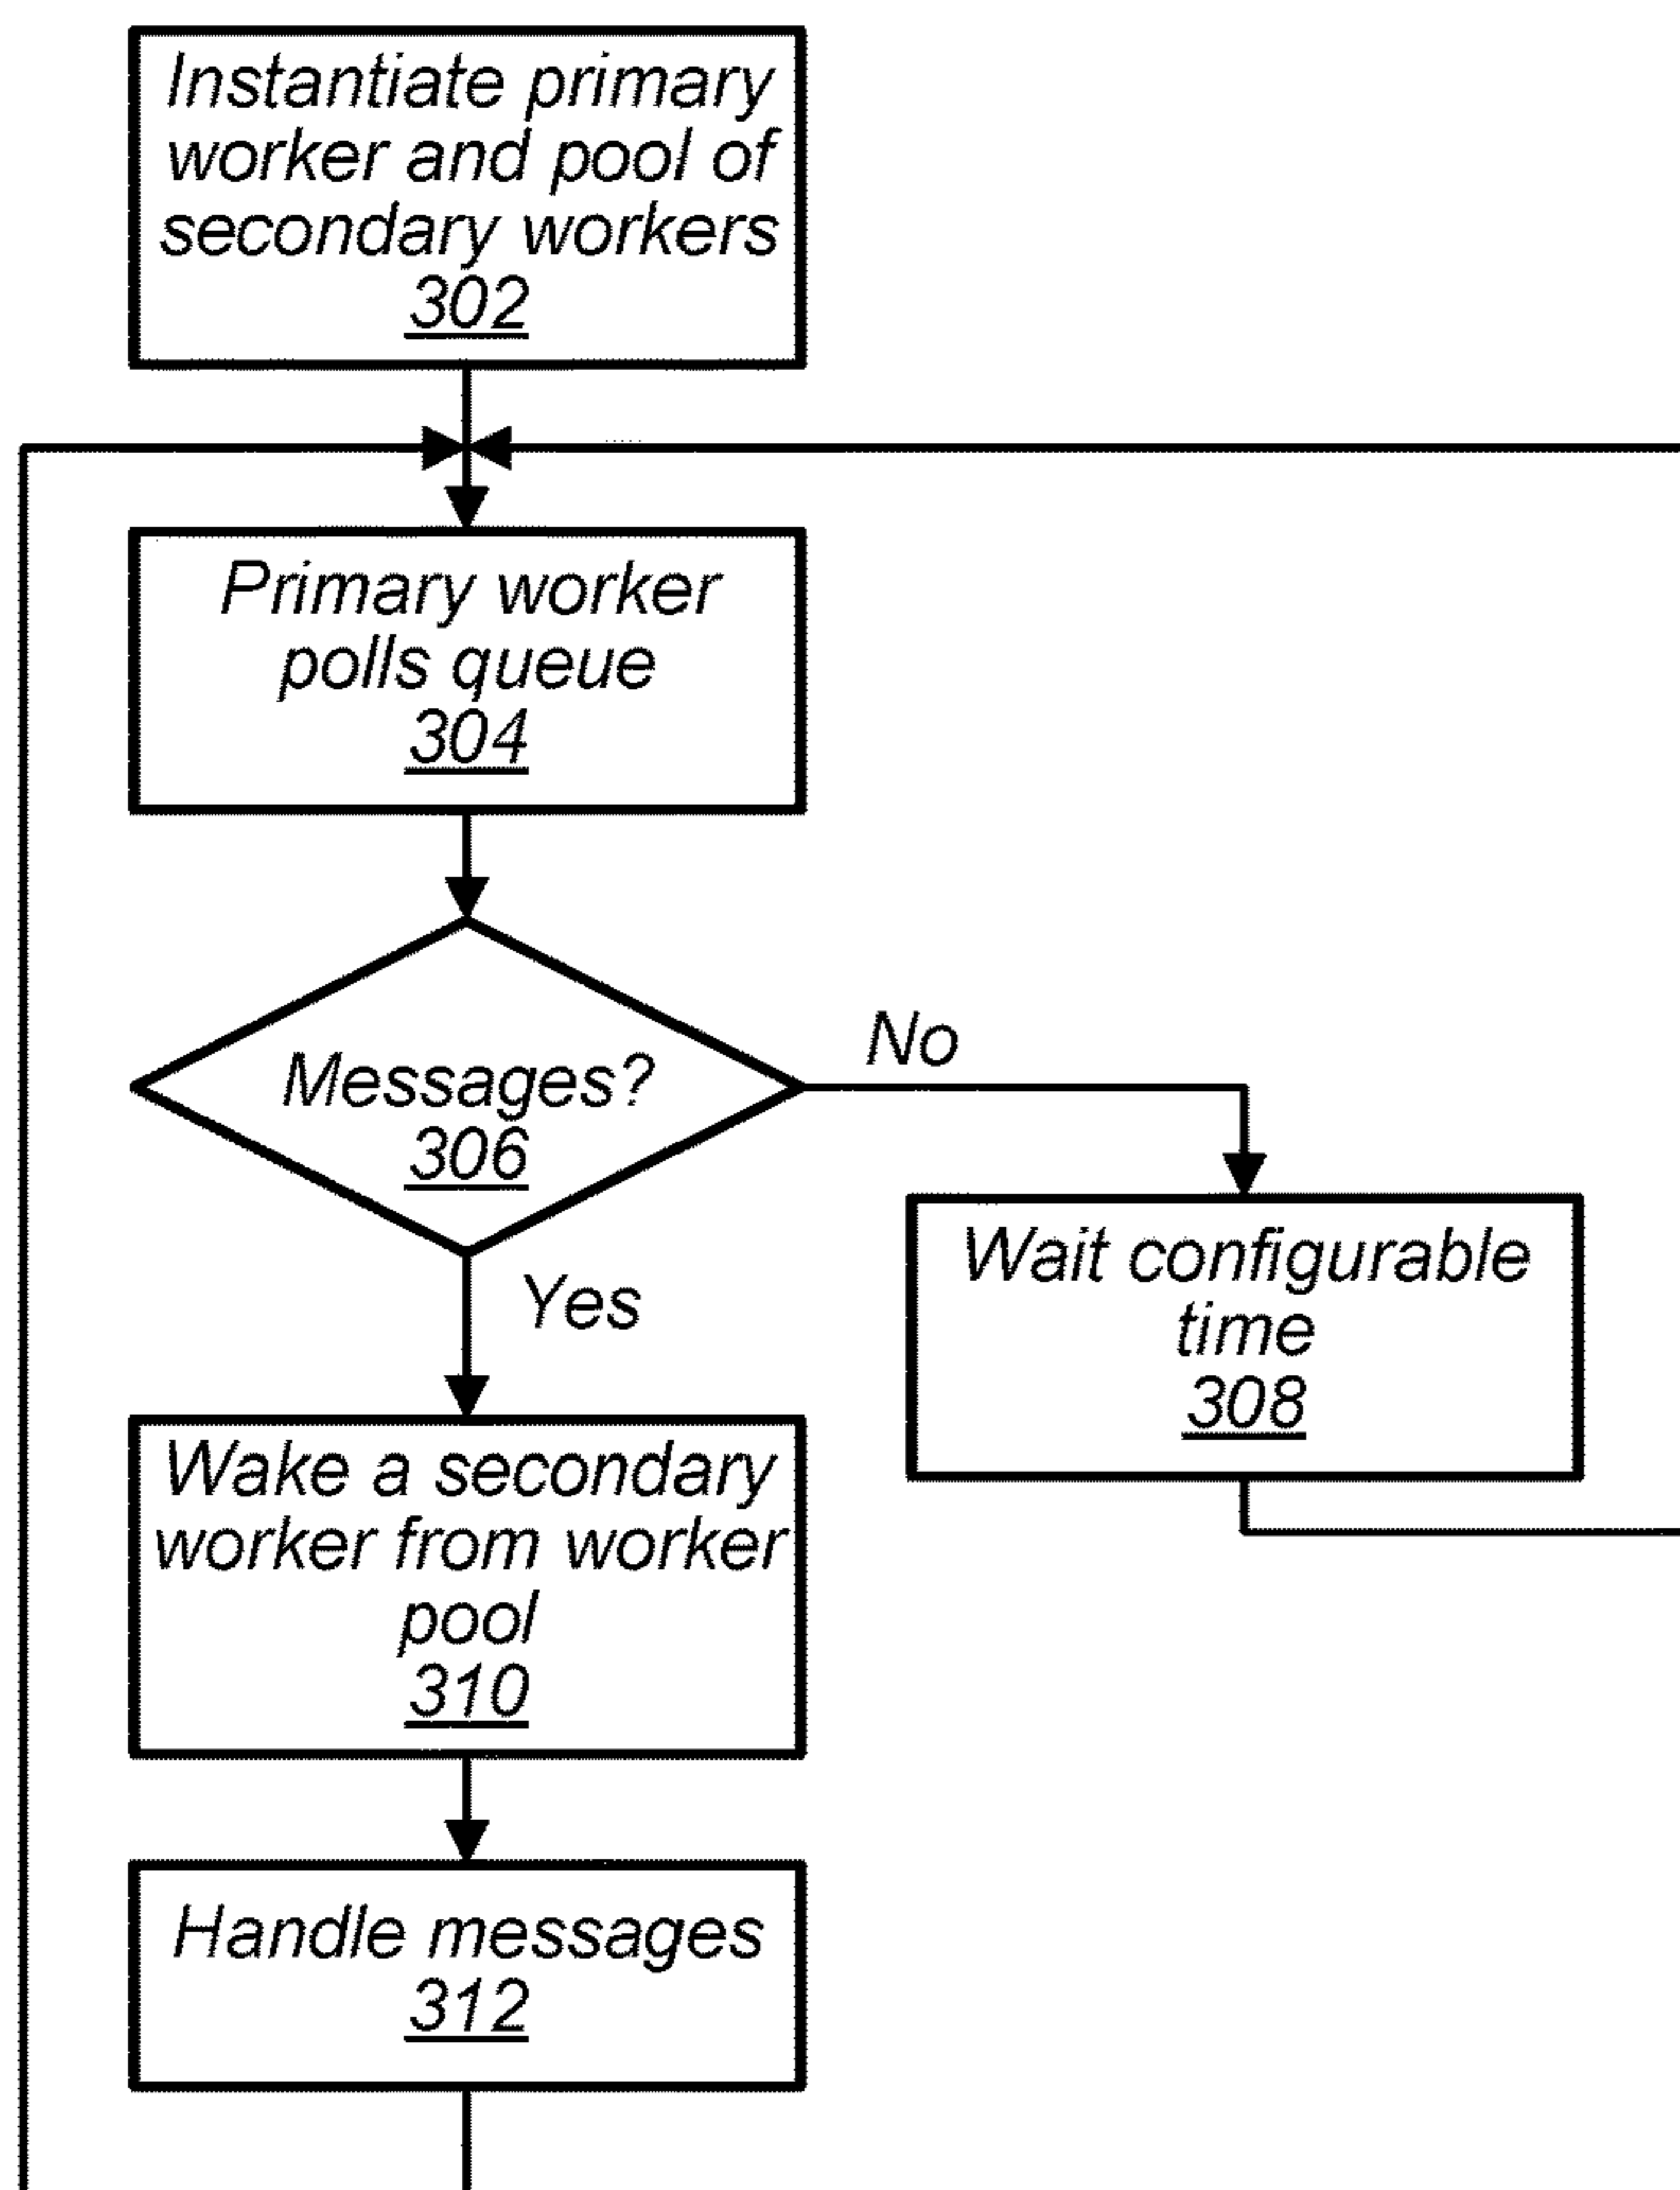 Instantiate primary
worker and pool of
secondary workers
302
Primary worker
polls queue
304
Messages?
306
No
Yes
Wait configurable
time
308
Wake a secondary
worker from worker
pool
310
Handle messages
312